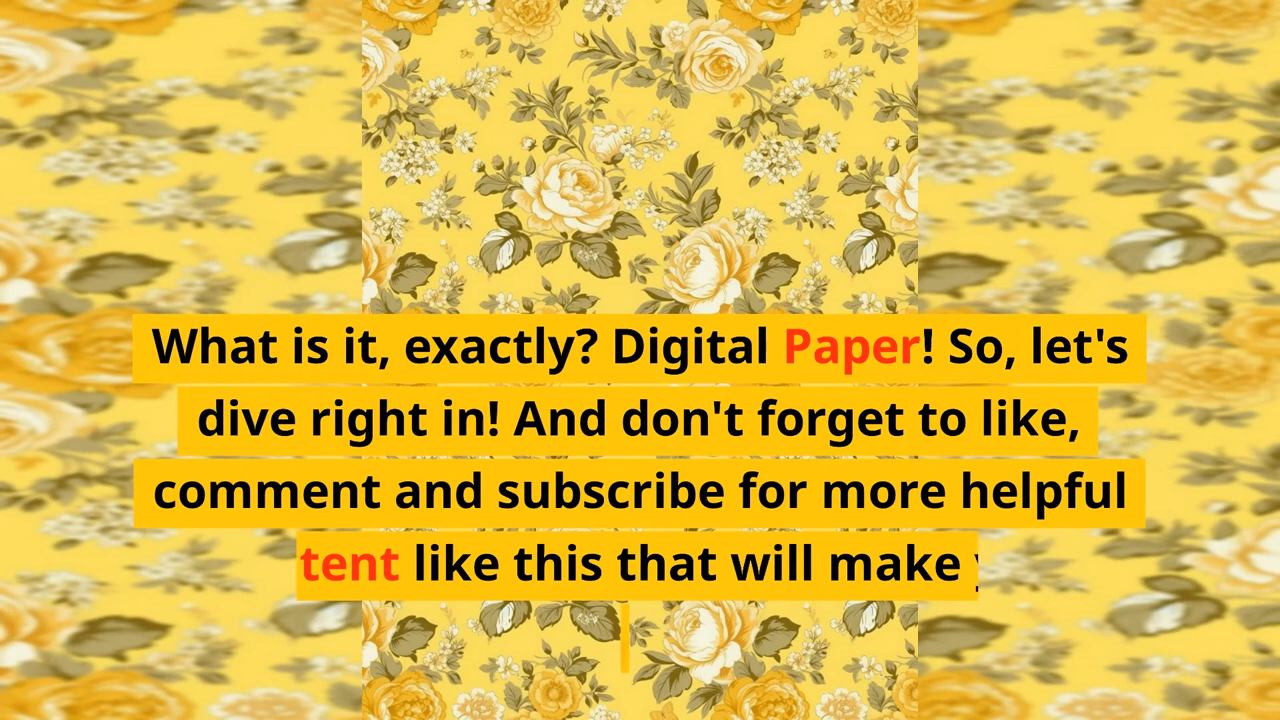 What is it, exactly? Digital Paper! So, let's
dive right in! And don't forget to like,
comment and subscribe for more helpful
tent like this that will make